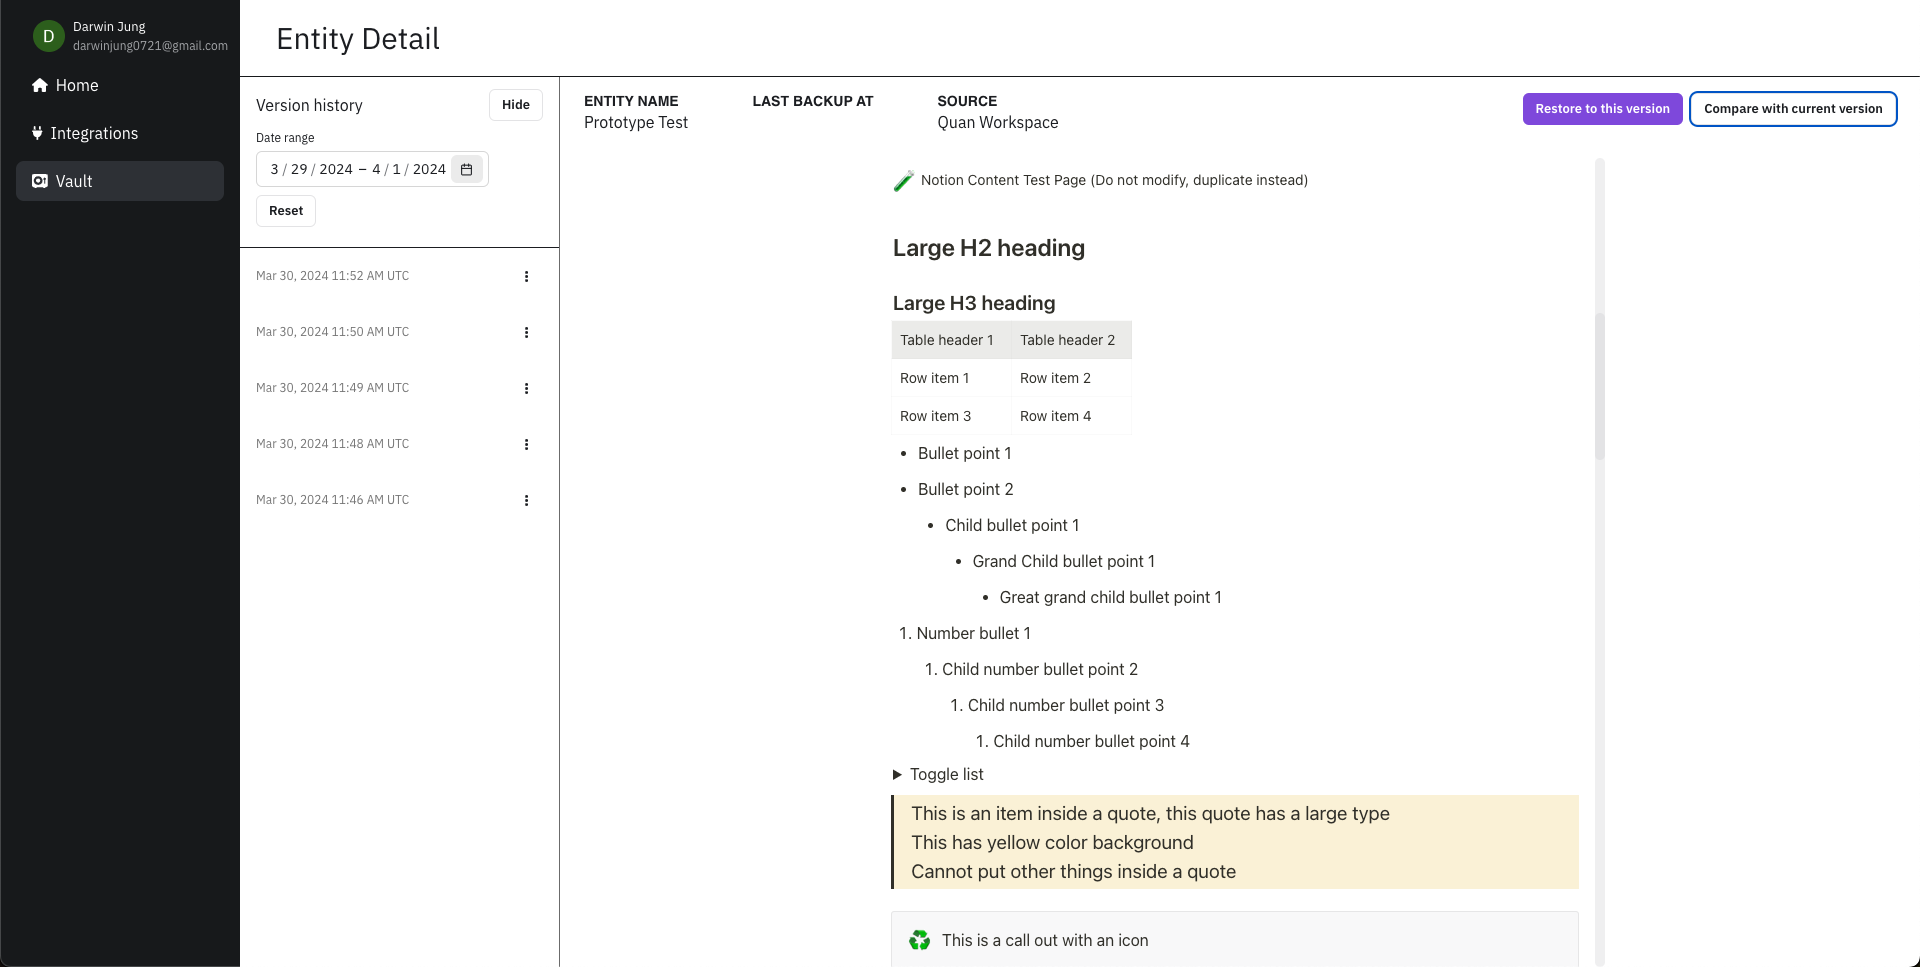 D
Darwin Jung
darwinjung0721@gmail.com
Home
Integrations
Vault
Entity Detail
Version history
Hide
Date range
3 / 29 / 2024 – 4 / 1 / 2024
Reset
Mar 30, 2024 11:52 AM UTC
Mar 30, 2024 11:50 AM UTC
Mar 30, 2024 11:49 AM UTC
Mar 30, 2024 11:48 AM UTC
Mar 30, 2024 11:46 AM UTC
ENTITY NAME LAST BACKUP AT SOURCE
Prototype Test Quan Workspace
Restore to this version Compare with current version
Notion Content Test Page (Do not modify, duplicate instead)
Large H2 heading
Large H3 heading
Table header 1 Table header 2
Row item 1 Row item 2
Row item 3 Row item 4
• Bullet point 1
• Bullet point 2
• Child bullet point 1
• Grand Child bullet point 1
• Great grand child bullet point 1
1. Number bullet 1
1. Child number bullet point 2
1. Child number bullet point 3
1. Child number bullet point 4
Toggle list
This is an item inside a quote, this quote has a large type
This has yellow color background
Cannot put other things inside a quote
This is a call out with an icon